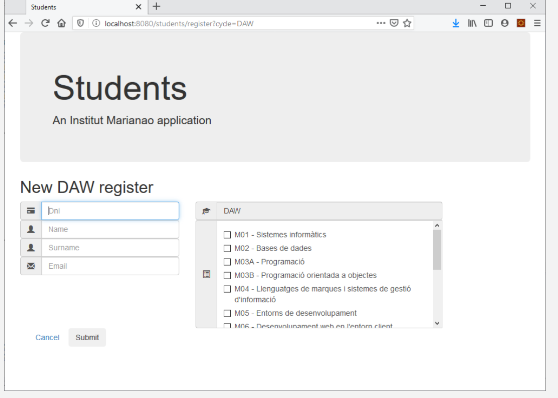 Students
localhost:8080/students/register?cycle=DAW
Students
An Institut Marianao application
New DAW register
Dni
Name
Surname
Email
DAW
M01 - Sistemes informàtics
M02 - Bases de dades
M03A - Programació
M03B - Programació orientada a objectes
M04 - Llenguatges de marques i sistemes de gestió
d'informació
M05 - Entorns de desenvolupament
M06 - Desenvolupament web en l'entorn client
Cancel
Submit